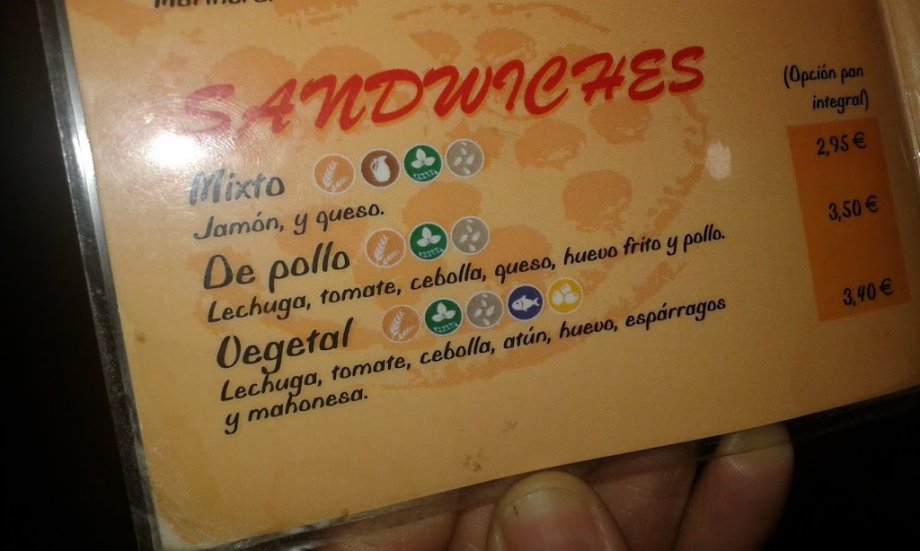 SANDWICHES
(Opción pan
integral)
Mixto 2,95 €
Jamón, y queso.
De pollo 3,50 €
Lechuga, tomate, cebolla, queso, huevo frito y pollo.
Vegetal 3,40 €
Lechuga, tomate, cebolla, atún, huevo, espárragos
y mahonesa.